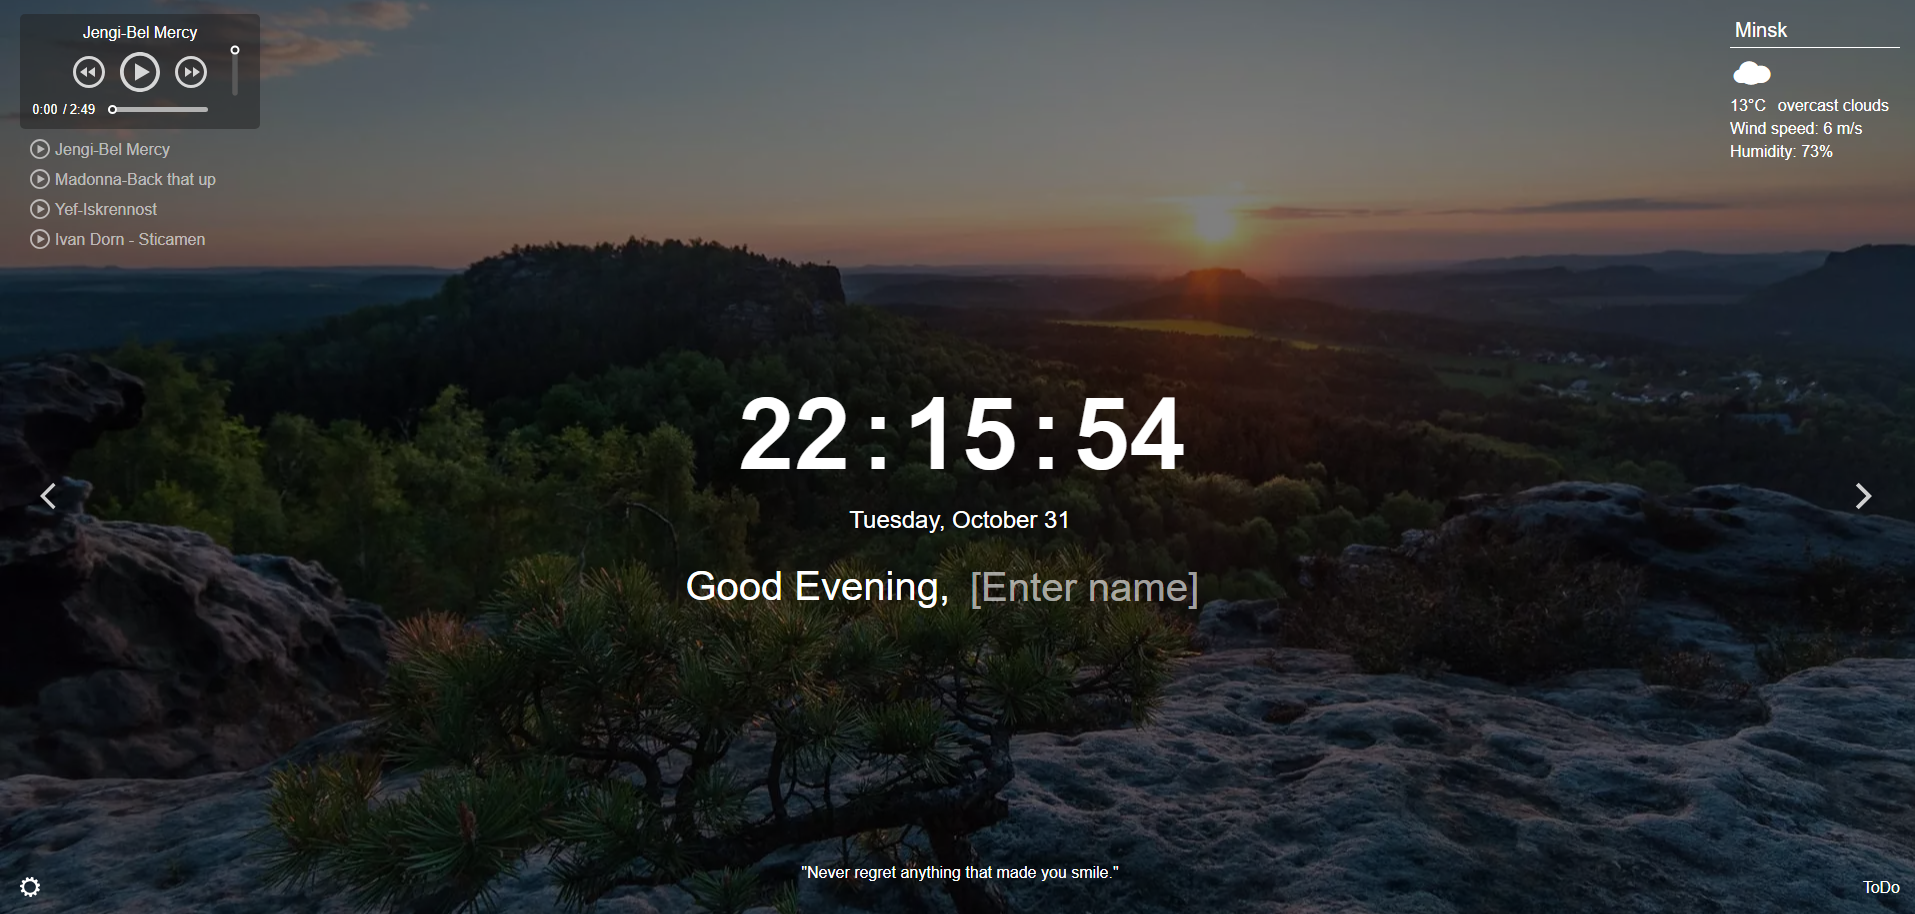 Jengi-Bel Mercy
0:00 / 2:49
Jengi-Bel Mercy
Madonna-Back that up
Yef-Iskrennost
Ivan Dorn - Sticamen
Minsk
13°C overcast clouds
Wind speed: 6 m/s
Humidity: 73%
22:15:54
Tuesday, October 31
Good Evening, [Enter name]
"Never regret anything that made you smile."
ToDo